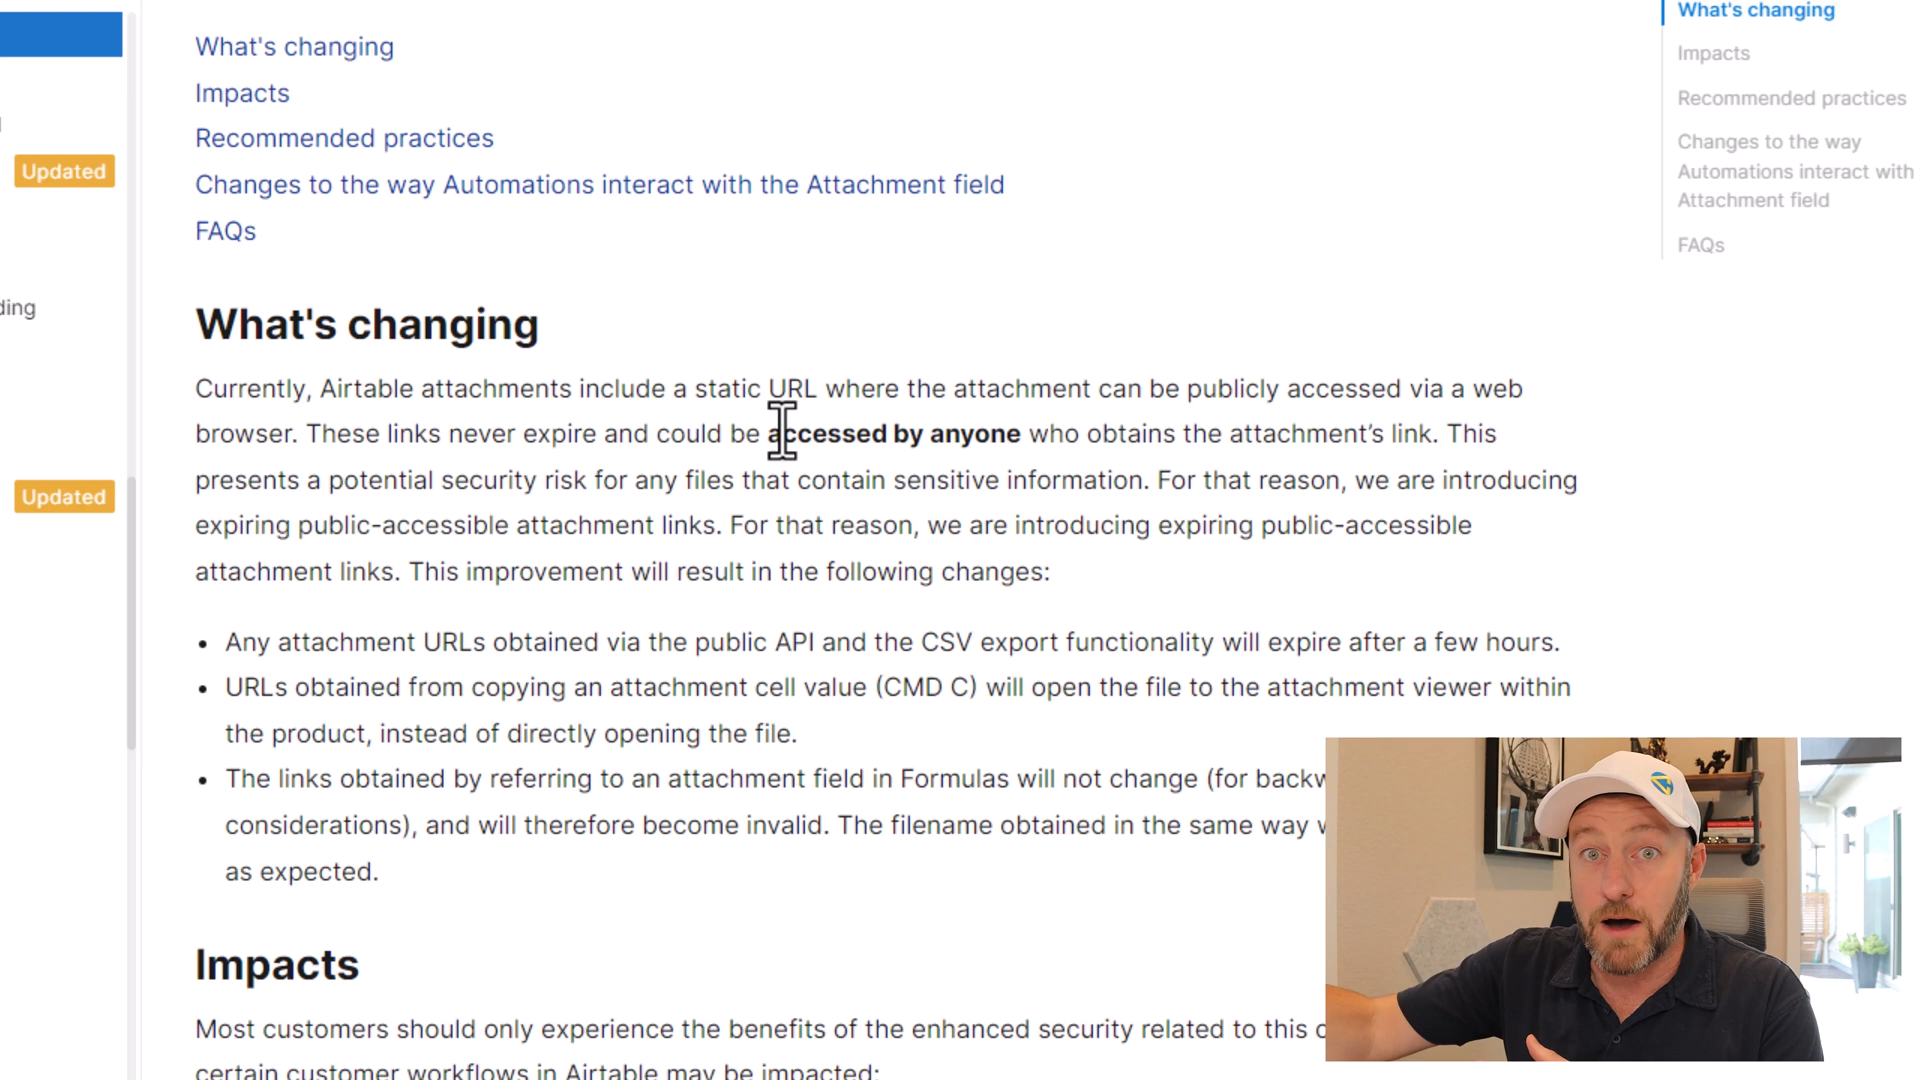 What's changing
Impacts
Recommended practices
Changes to the way Automations interact with the Attachment field
FAQs
What's changing
Impacts
Recommended practices
Changes to the way
Automations interact with
Attachment field
FAQs
Updated
ding
Updated
What's changing
Currently, Airtable attachments include a static URL where the attachment can be publicly accessed via a web
browser. These links never expire and could be accessed by anyone who obtains the attachment's link. This
presents a potential security risk for any files that contain sensitive information. For that reason, we are introducing
expiring public-accessible attachment links. For that reason, we are introducing expiring public-accessible
attachment links. This improvement will result in the following changes:
• Any attachment URLs obtained via the public API and the CSV export functionality will expire after a few hours.
• URLs obtained from copying an attachment cell value (CMD C) will open the file to the attachment viewer within
the product, instead of directly opening the file.
• The links obtained by referring to an attachment field in Formulas will not change (for backw
considerations), and will therefore become invalid. The filename obtained in the same way
as expected.
Impacts
Most customers should only experience the benefits of the enhanced security related to this
certain customer workflows in Airtable may be impacted: